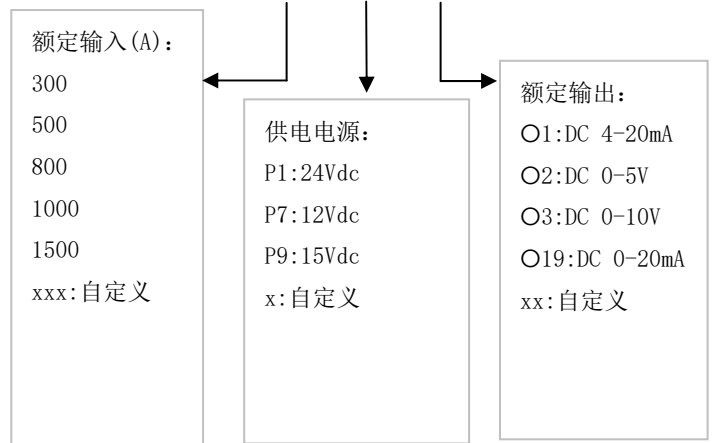 额定输入(A):
300
500
800
1000
1500
xxx:自定义
供电电源:
P1:24Vdc
P7:12Vdc
P9:15Vdc
x:自定义
额定输出:
O1:DC 4-20mA
O2:DC 0-5V
O3:DC 0-10V
O19:DC 0-20mA
xx:自定义